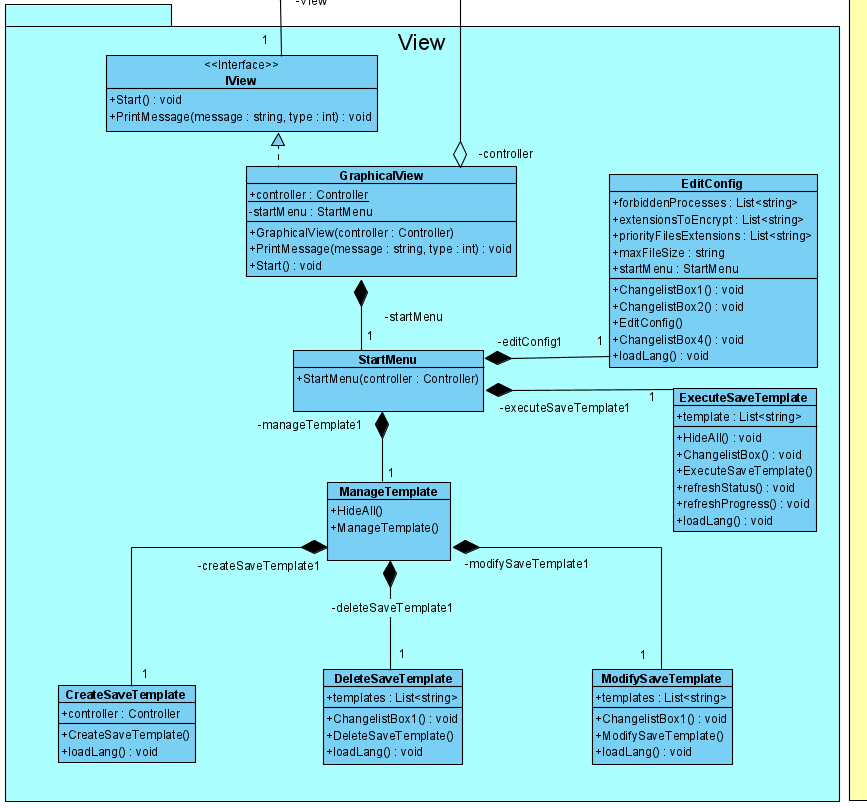 -view
1
View
<<Interface>>
IView
+Start() : void
+PrintMessage(message : string, type : int) : void
-controller
GraphicalView
+controller : Controller
-startMenu : StartMenu
+GraphicalView(controller : Controller)
+PrintMessage(message : string, type : int) : void
+Start() : void
EditConfig
+forbiddenProcesses : List<string>
+extensionsToEncrypt : List<string>
+priorityFilesExtensions : List<string>
+maxFileSize : string
+startMenu : StartMenu
+ChangelistBox1() : void
+ChangelistBox2() : void
+EditConfig()
+ChangelistBox4() : void
+loadLang() : void
-startMenu
1
-editConfig1
1
StartMenu
+StartMenu(controller : Controller)
-executeSaveTemplate1
1
ExecuteSaveTemplate
+template : List<string>
+HideAll() : void
+ChangelistBox() : void
+ExecuteSaveTemplate()
+refreshStatus() : void
+refreshProgress() : void
+loadLang() : void
-manageTemplate1
1
ManageTemplate
+HideAll()
+ManageTemplate()
-createSaveTemplate1
-modifySaveTemplate1
-deleteSaveTemplate1
1
1
1
CreateSaveTemplate
+controller : Controller
+CreateSaveTemplate()
+loadLang() : void
DeleteSaveTemplate
+templates : List<string>
+ChangelistBox1() : void
+DeleteSaveTemplate()
+loadLang() : void
ModifySaveTemplate
+templates : List<string>
+ChangelistBox1() : void
+ModifySaveTemplate()
+loadLang() : void